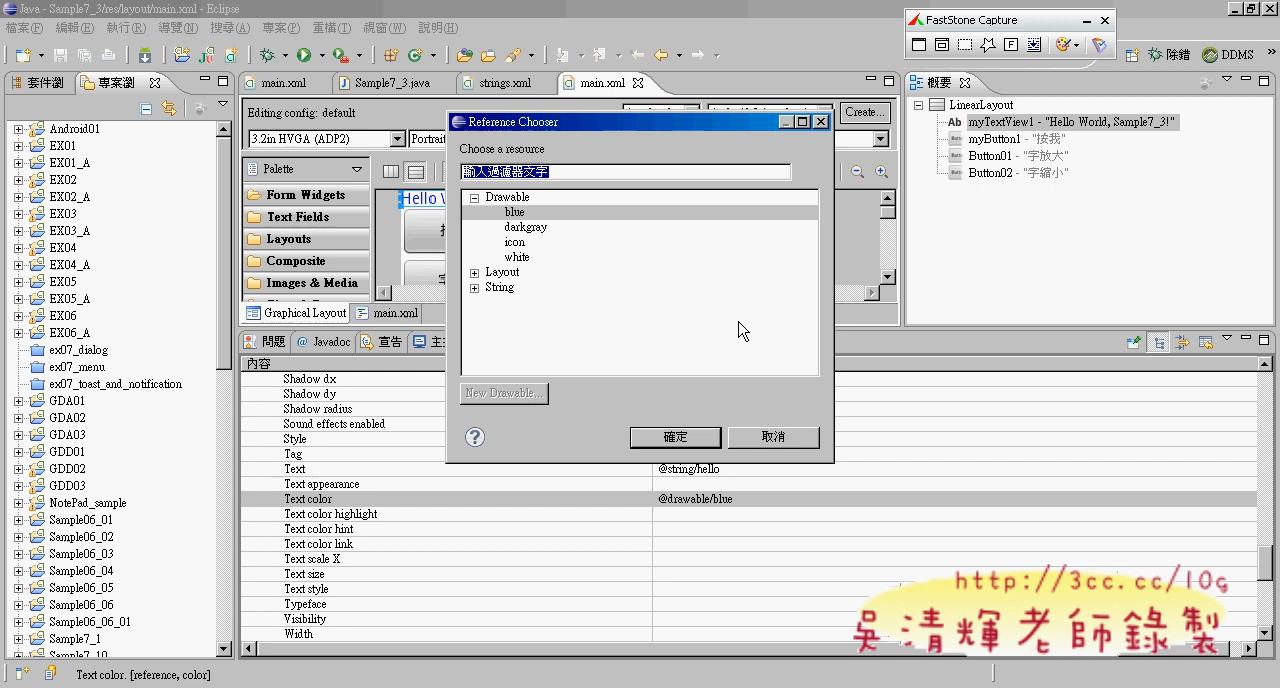 Java - Sample7_3/res/layout/main.xml - Eclipse
檔案(F) 編輯(E) 執行(R) 導覽(N) 搜尋(A) 專案(P) 重構(T) 視窗(W) 說明(H)
FastStone Capture
除錯 DDMS »
套件瀏 專案瀏
Android01
EX01
EX01_A
EX02
EX02_A
EX03
EX03_A
EX04
EX04_A
EX05
EX05_A
EX06
EX06_A
ex07_dialog
ex07_menu
ex07_toast_and_notification
GDA01
GDA02
GDA03
GDD01
GDD02
GDD03
NotePad_sample
Sample06_01
Sample06_02
Sample06_03
Sample06_04
Sample06_05
Sample06_06
Sample06_06_01
Sample7_1
Sample7_10
main.xml Sample7_3.java strings.xml main.xml
Editing config: default
Create...
3.2in HVGA (ADP2) Portrait
Palette
Form Widgets
Text Fields
Layouts
Composite
Images & Media
Hello
Graphical Layout main.xml
Reference Chooser
Choose a resource
輸入過濾器文字
Drawable
blue
darkgray
icon
white
Layout
String
New Drawable...
確定 取消
概要
LinearLayout
Ab myTextView1 - "Hello World, Sample7_3!"
myButton1 - "按我"
Button01 - "字放大"
Button02 - "字縮小"
問題 @ Javadoc 宣告
內容
Shadow dx
Shadow dy
Shadow radius
Sound effects enabled
Style
Tag
Text @string/hello
Text appearance
Text color @drawable/blue
Text color highlight
Text color hint
Text color link
Text scale X
Text size
Text style
Typeface
Visibility
Width
http://3cc.cc/10g
吳清輝老師錄製
Text color. [reference, color]